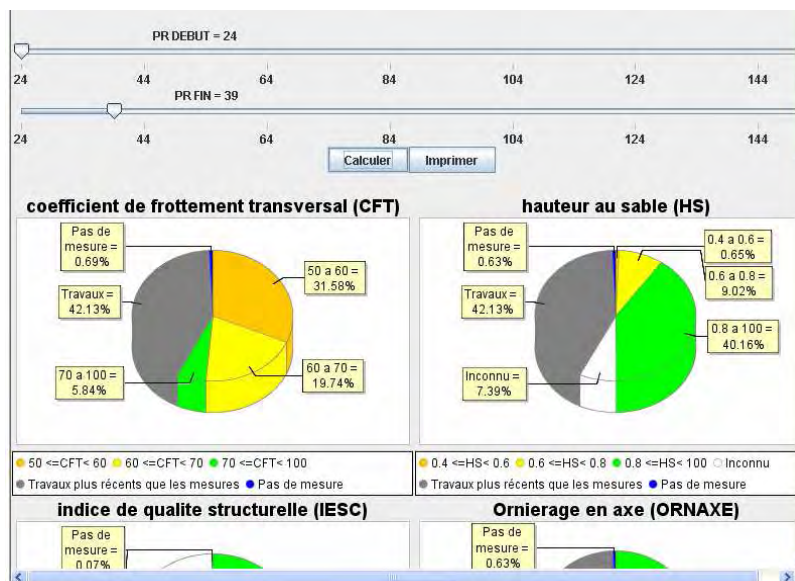 PR DEBUT = 24
24 44 64 84 104 124 144
PR FIN = 39
24 44 64 84 104 124 144
Calculer Imprimer
coefficient de frottement transversal (CFT)
Pas de
mesure =
0.69%
50 a 60 =
31.58%
Travaux =
42.13%
70 a 100 =
5.84%
60 a 70 =
19.74%
50 <=CFT< 60 60 <=CFT< 70 70 <=CFT< 100
Travaux plus récents que les mesures Pas de mesure
hauteur au sable (HS)
Pas de
mesure =
0.63%
0.4 a 0.6 =
0.65%
0.6 a 0.8 =
9.02%
Travaux =
42.13%
0.8 a 100 =
40.16%
Inconnu =
7.39%
0.4 <=HS< 0.6 0.6 <=HS< 0.8 0.8 <=HS< 100 Inconnu
Travaux plus récents que les mesures Pas de mesure
indice de qualite structurelle (IESC)
Pas de
mesure =
0.07%
Ornierage en axe (ORNAXE)
Pas de
mesure =
0.63%